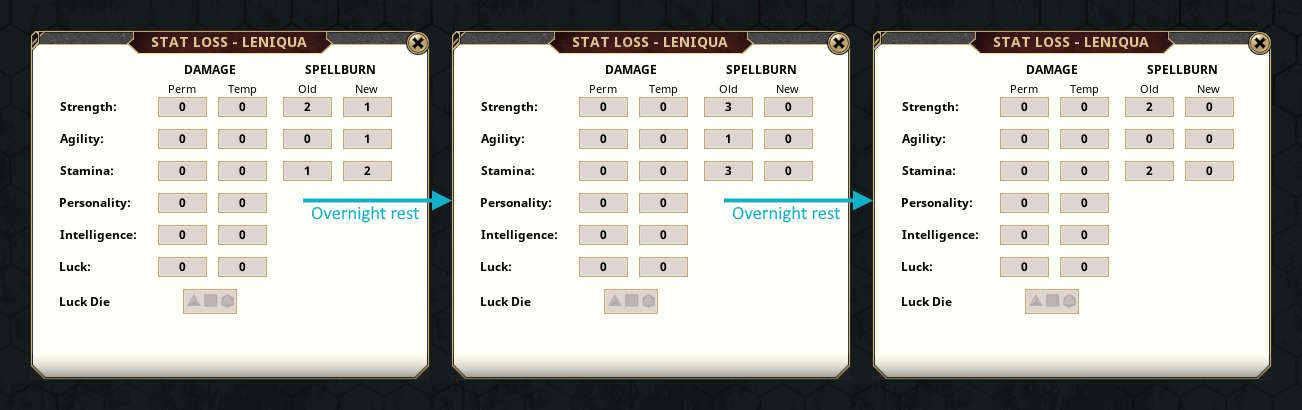 STAT LOSS - LENIQUA
DAMAGE SPELLBURN
Perm Temp Old New
Strength: 0 0 2 1
Agility: 0 0 0 1
Stamina: 0 0 1 2
Personality: 0 0
Intelligence: 0 0
Luck: 0 0
Luck Die
Overnight rest
STAT LOSS - LENIQUA
DAMAGE SPELLBURN
Perm Temp Old New
Strength: 0 0 3 0
Agility: 0 0 1 0
Stamina: 0 0 3 0
Personality: 0 0
Intelligence: 0 0
Luck: 0 0
Luck Die
Overnight rest
STAT LOSS - LENIQUA
DAMAGE SPELLBURN
Perm Temp Old New
Strength: 0 0 2 0
Agility: 0 0 0 0
Stamina: 0 0 2 0
Personality: 0 0
Intelligence: 0 0
Luck: 0 0
Luck Die